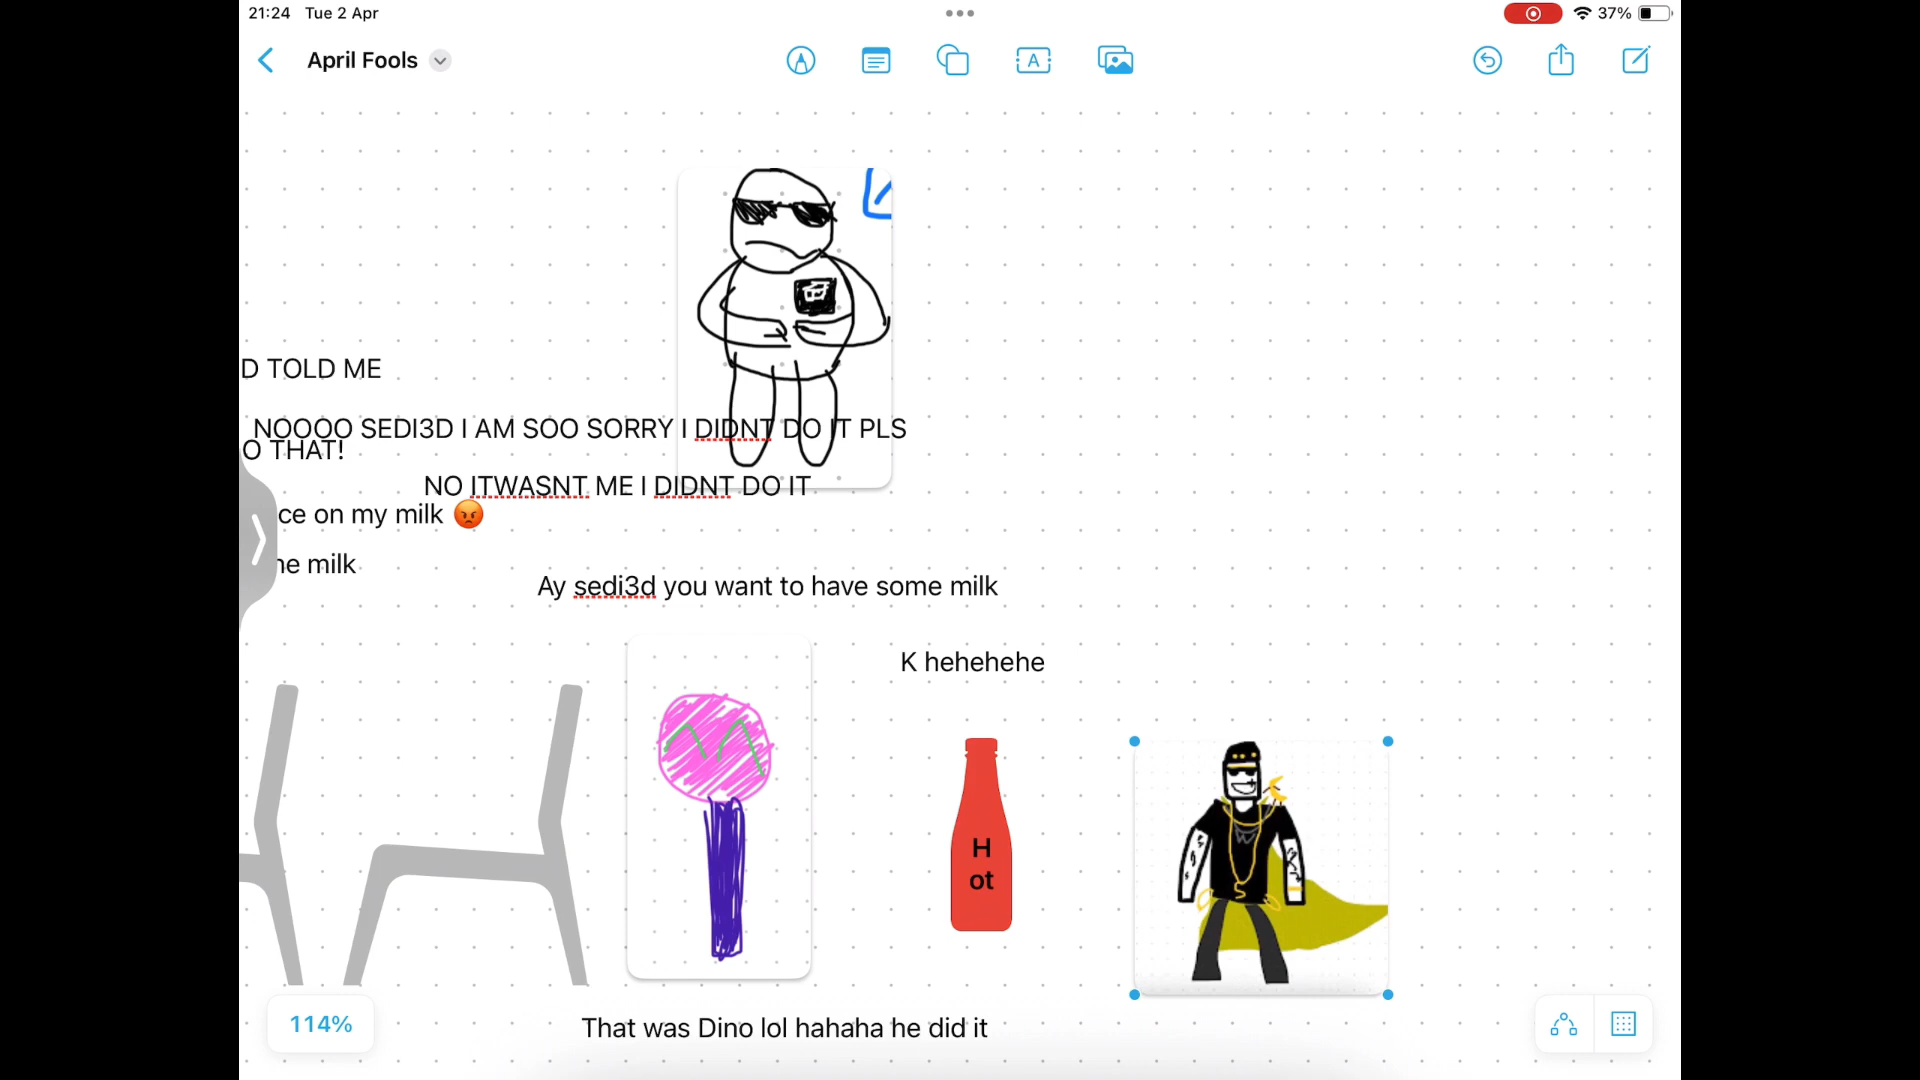 21:24 Tue 2 Apr
37%
April Fools
A
D TOLD ME
NOOOO SEDI3D I AM SOO SORRY I DIDNT DO IT PLS
O THAT!
NO ITWASNT ME I DIDNT DO IT
ce on my milk 😡
ne milk
Ay sedi3d you want to have some milk
K hehehehe
H
ot
114%
That was Dino lol hahaha he did it